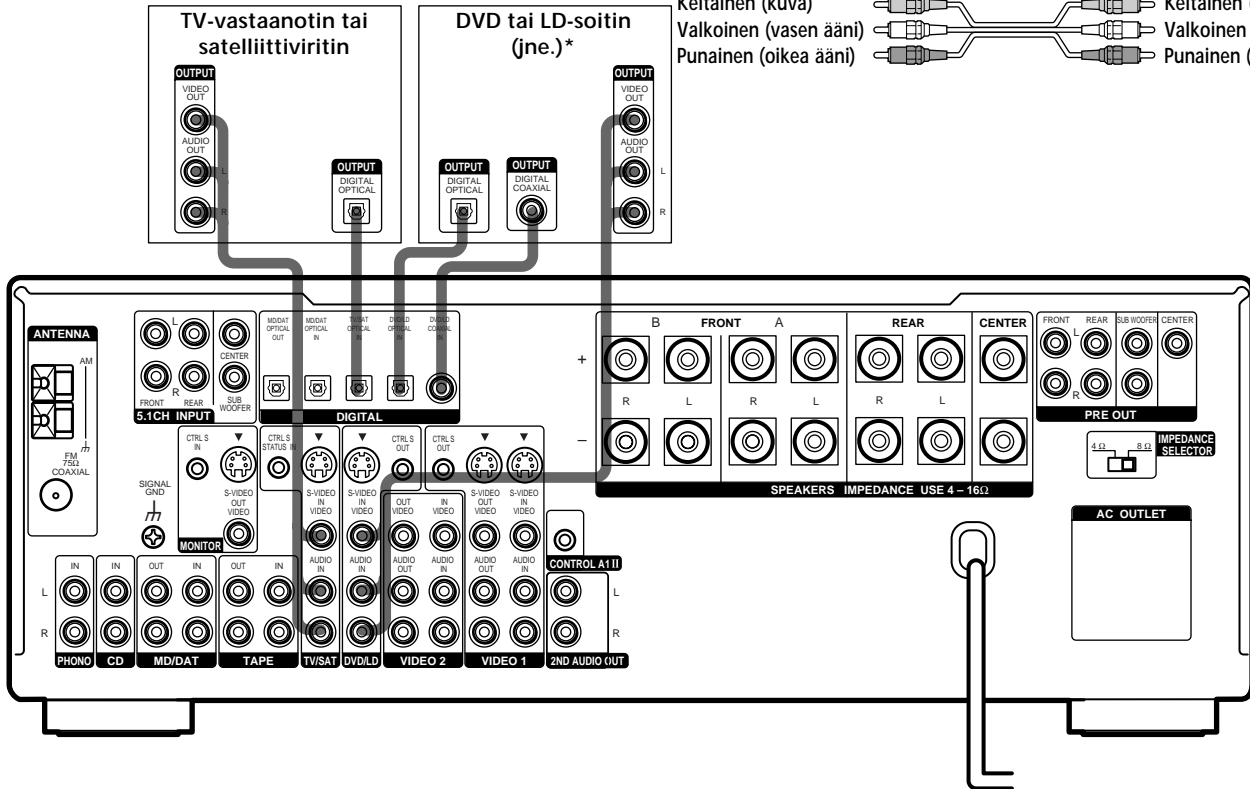 TV-vastaanotin tai
satelliittiviritin
DVD tai LD-soitin
(jne.)*
Keltainen (kuva)
Keltainen
Valkoinen (vasen ääni)
Valkoinen
Punainen (oikea ääni)
Punainen (
OUTPUT
VIDEO
OUT
AUDIO
OUT
L
R
OUTPUT
DIGITAL
OPTICAL
OUTPUT
DIGITAL
OPTICAL
OUTPUT
DIGITAL
COAXIAL
OUTPUT
VIDEO
OUT
AUDIO
OUT
L
R
ANTENNA
AM
FM
75Ω
COAXIAL
L
R
CENTER
FRONT REAR
SUB
WOOFER
5.1CH INPUT
MD/DAT
OPTICAL
OUT
MD/DAT
OPTICAL
IN
TV/SAT
OPTICAL
IN
DVD/LD
OPTICAL
IN
DVD/LD
COAXIAL
IN
DIGITAL
B FRONT A
REAR
CENTER
+
R L R L R L
–
SPEAKERS IMPEDANCE USE 4 – 16Ω
FRONT REAR SUB WOOFER CENTER
L
R
PRE OUT
4 Ω 8 Ω
IMPEDANCE
SELECTOR
AC OUTLET
SIGNAL
GND
CTRL S
IN
S-VIDEO
OUT
VIDEO
MONITOR
CTRL S
STATUS IN
S-VIDEO
IN
VIDEO
S-VIDEO
IN
VIDEO
CTRL S
OUT
CTRL S
OUT
OUT
VIDEO
IN
VIDEO
S-VIDEO
OUT
VIDEO
S-VIDEO
IN
VIDEO
CONTROL A1 II
IN IN OUT IN OUT IN
AUDIO
IN
AUDIO
IN
AUDIO
OUT
AUDIO
IN
AUDIO
OUT
AUDIO
IN
L
L
R
R
PHONO CD MD/DAT TAPE TV/SAT DVD/LD VIDEO 2 VIDEO 1 2ND AUDIO OUT